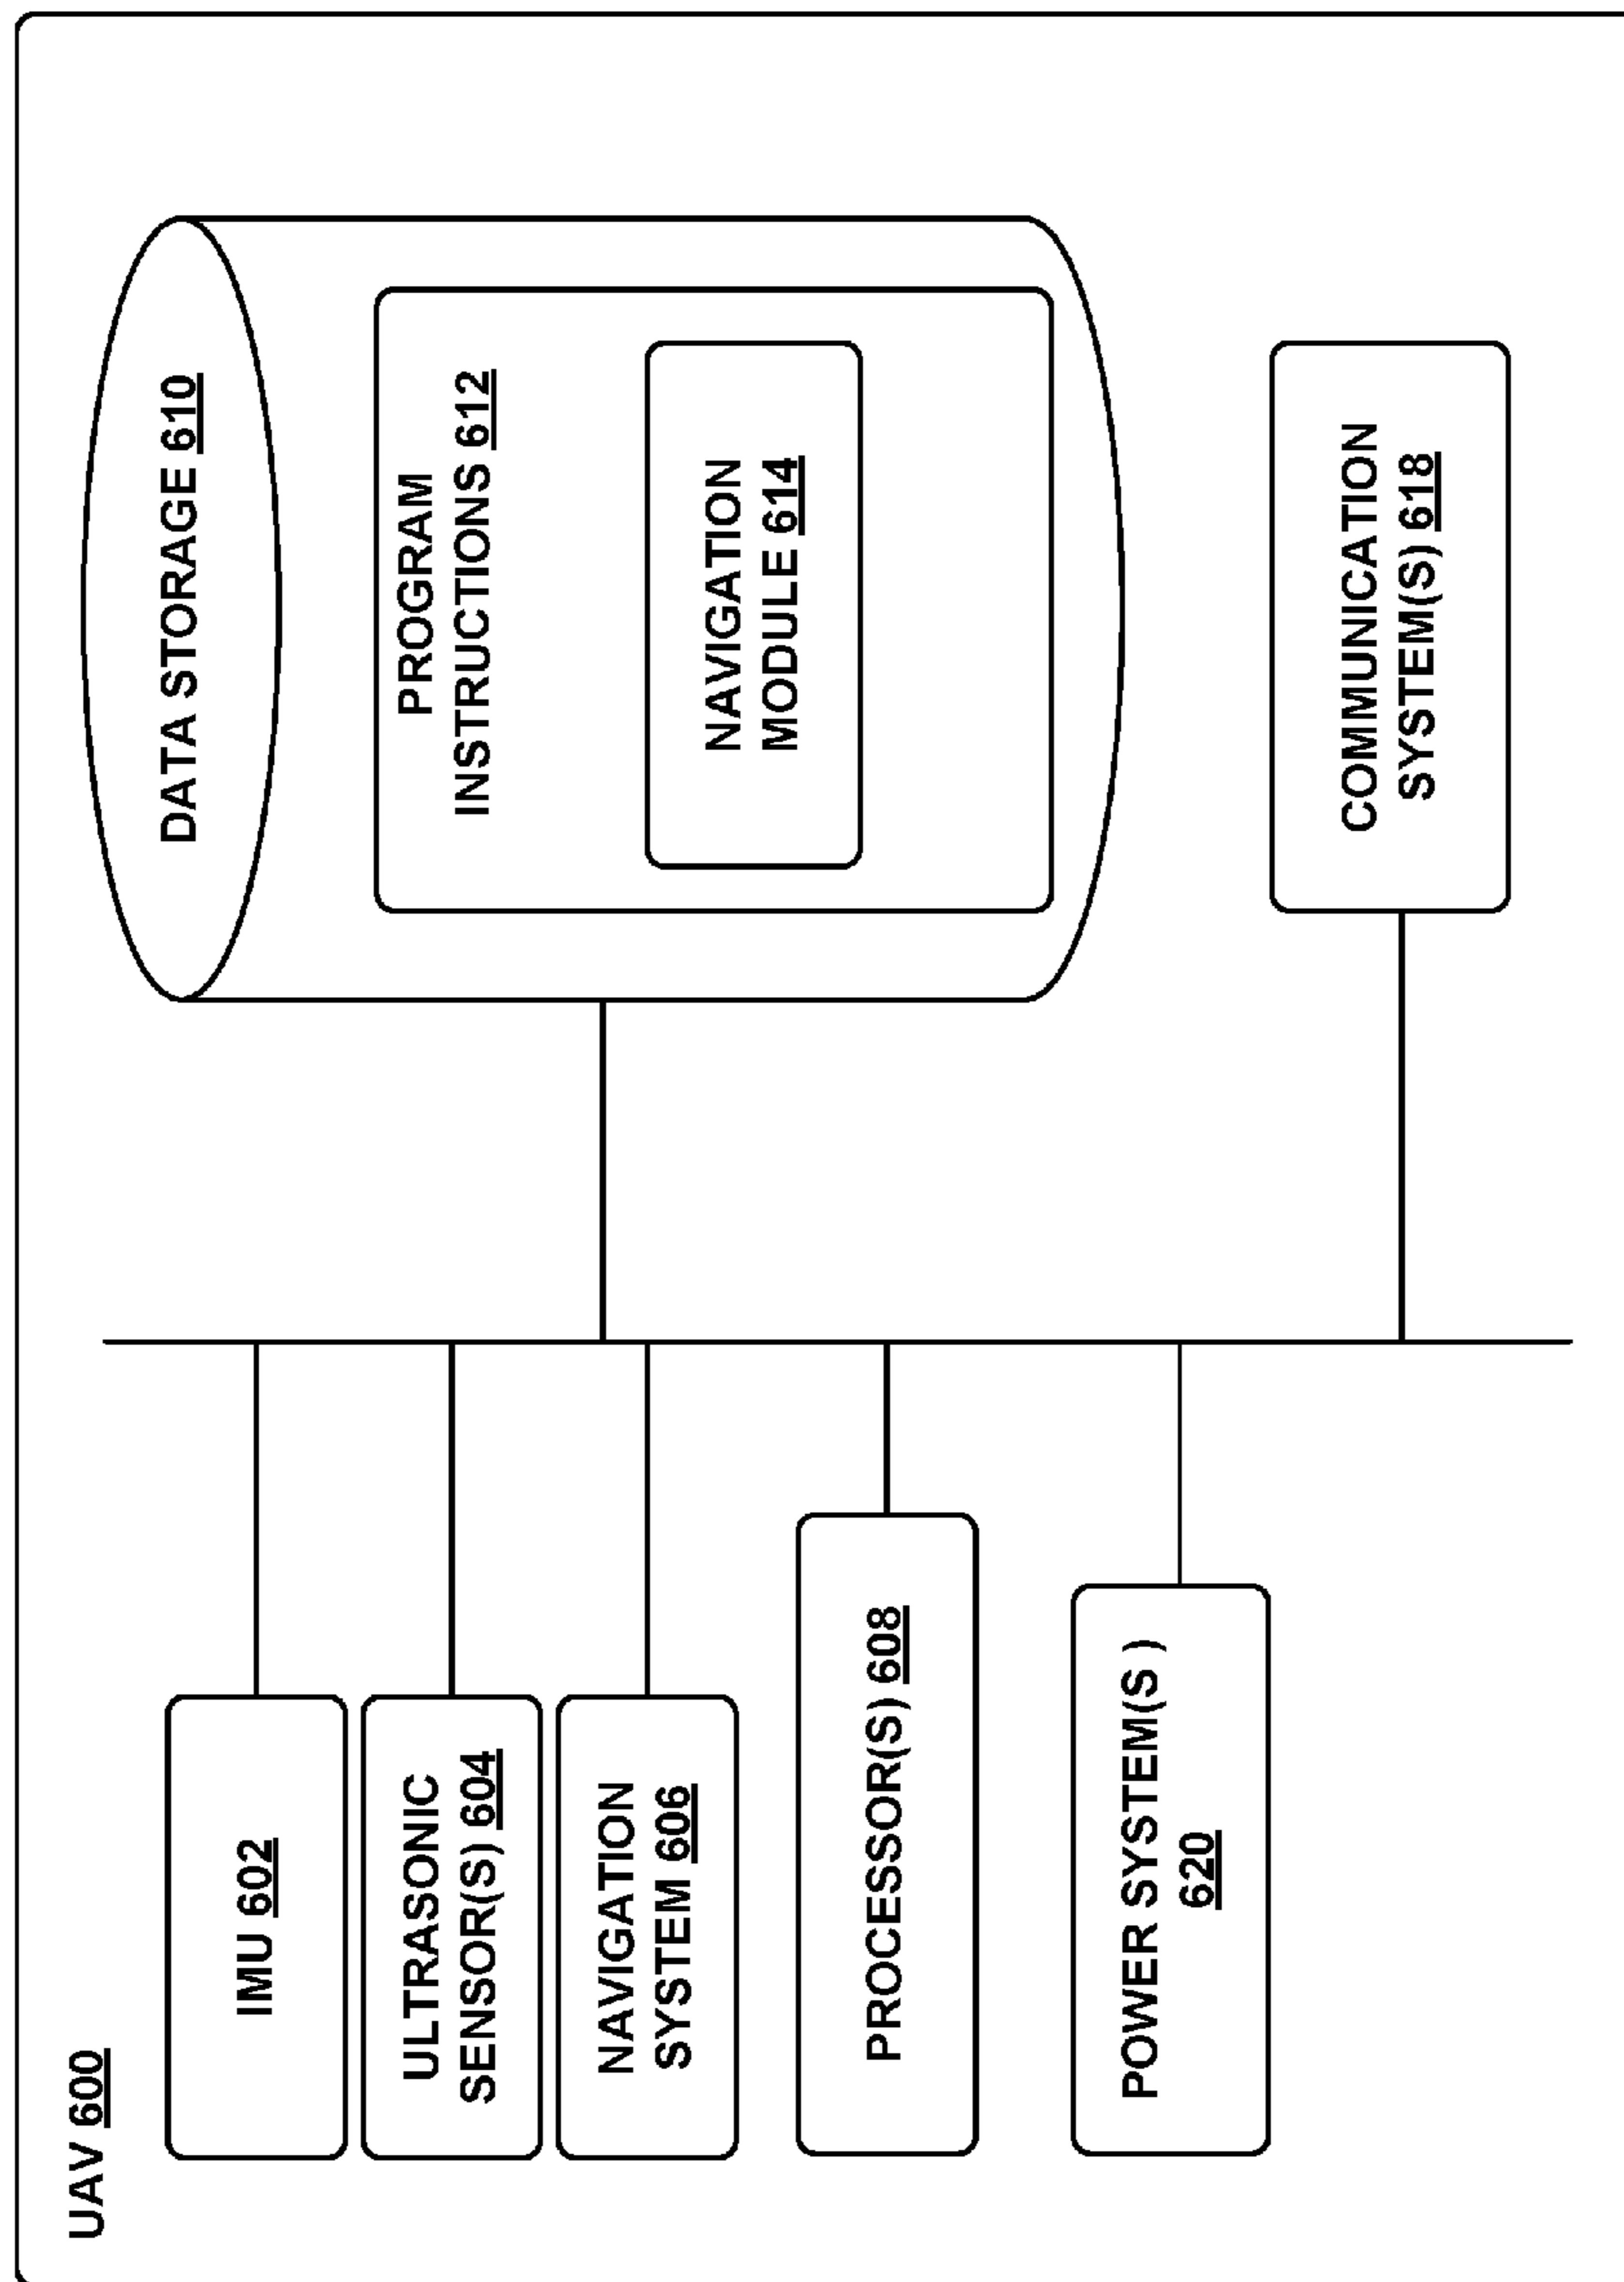 UAV 600
IMU 602
ULTRASONIC
SENSOR(S) 604
NAVIGATION
SYSTEM 606
PROCESSOR(S) 608
POWER SYSTEM(S )
620
DATA STORAGE 610
PROGRAM
INSTRUCTIONS 612
NAVIGATION
MODULE 614
COMMUNICATION
SYSTEM(S) 618